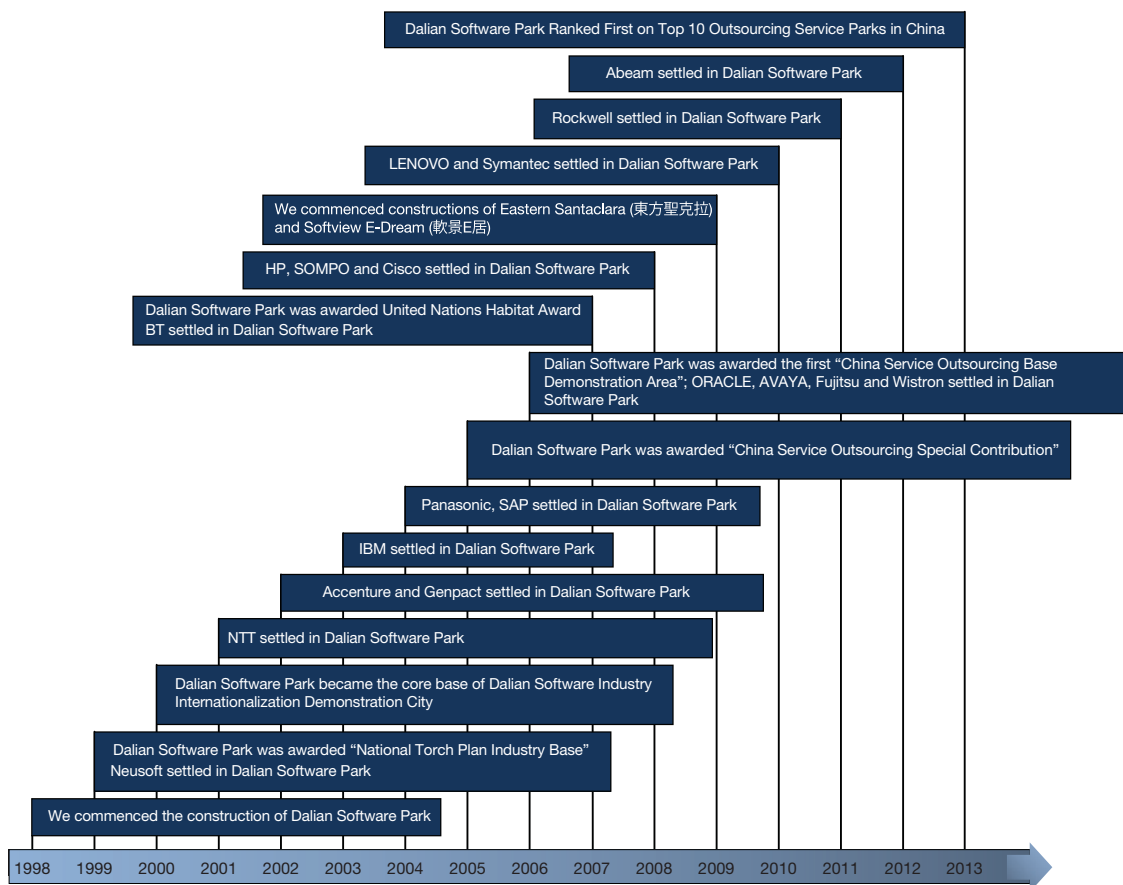 Dalian Software Park Ranked First on Top 10 Outsourcing Service Parks in China
Abeam settled in Dalian Software Park
Rockwell settled in Dalian Software Park
LENOVO and Symantec settled in Dalian Software Park
We commenced constructions of Eastern Santaclara (東方聖克拉)
and Softview E-Dream (軟景E居)
HP, SOMPO and Cisco settled in Dalian Software Park
Dalian Software Park was awarded United Nations Habitat Award
BT settled in Dalian Software Park
Dalian Software Park was awarded the first “China Service Outsourcing Base
Demonstration Area”; ORACLE, AVAYA, Fujitsu and Wistron settled in Dalian
Software Park
Dalian Software Park was awarded “China Service Outsourcing Special Contribution”
Panasonic, SAP settled in Dalian Software Park
IBM settled in Dalian Software Park
Accenture and Genpact settled in Dalian Software Park
NTT settled in Dalian Software Park
Dalian Software Park became the core base of Dalian Software Industry
Internationalization Demonstration City
Dalian Software Park was awarded “National Torch Plan Industry Base”
Neusoft settled in Dalian Software Park
We commenced the construction of Dalian Software Park
1998 1999 2000 2001 2002 2003 2004 2005 2006 2007 2008 2009 2010 2011 2012 2013